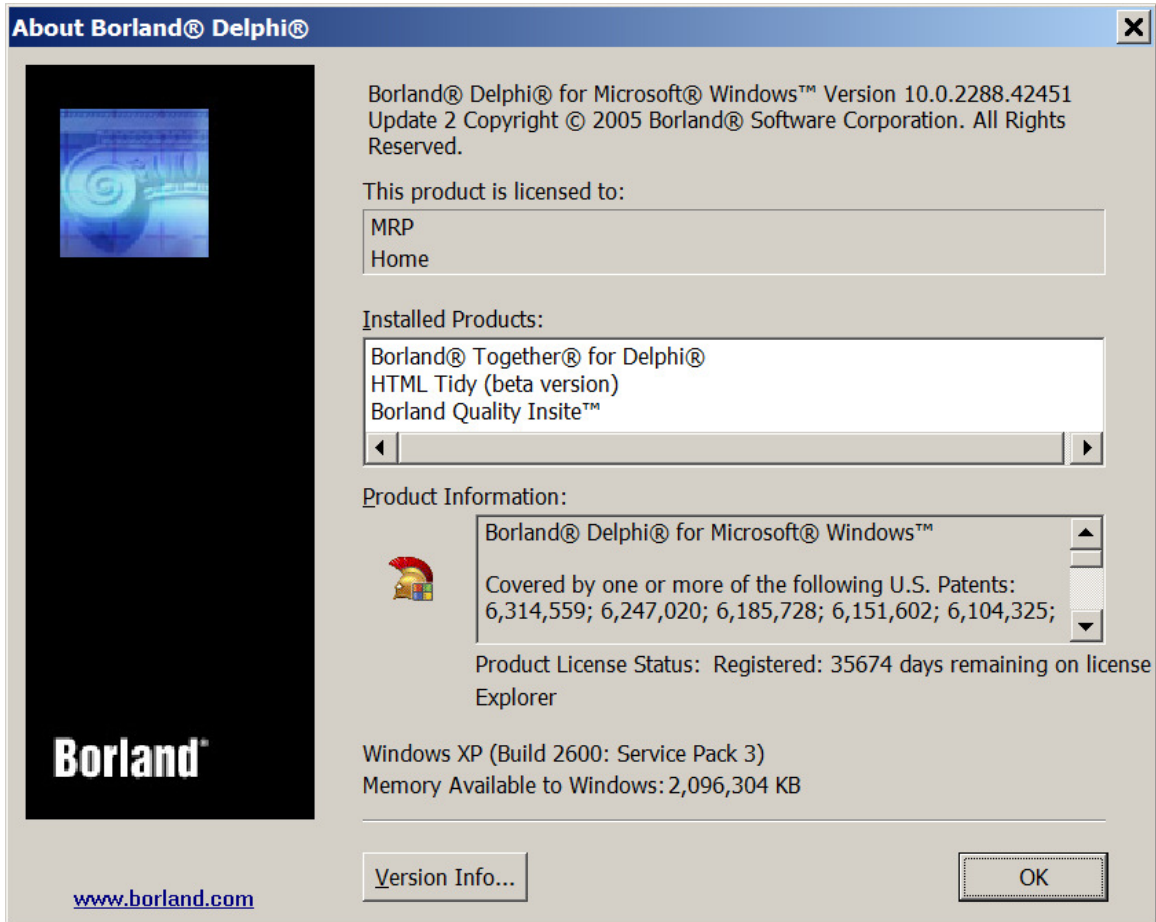 About Borland® Delphi®
Borland® Delphi® for Microsoft® Windows™ Version 10.0.2288.42451
Update 2 Copyright © 2005 Borland® Software Corporation. All Rights
Reserved.
This product is licensed to:
MRP
Home
Installed Products:
Borland® Together® for Delphi®
HTML Tidy (beta version)
Borland Quality Insite™
Product Information:
Borland® Delphi® for Microsoft® Windows™
Covered by one or more of the following U.S. Patents:
6,314,559; 6,247,020; 6,185,728; 6,151,602; 6,104,325;
Product License Status: Registered: 35674 days remaining on license
Explorer
Borland®
Windows XP (Build 2600: Service Pack 3)
Memory Available to Windows: 2,096,304 KB
www.borland.com
Version Info...
OK